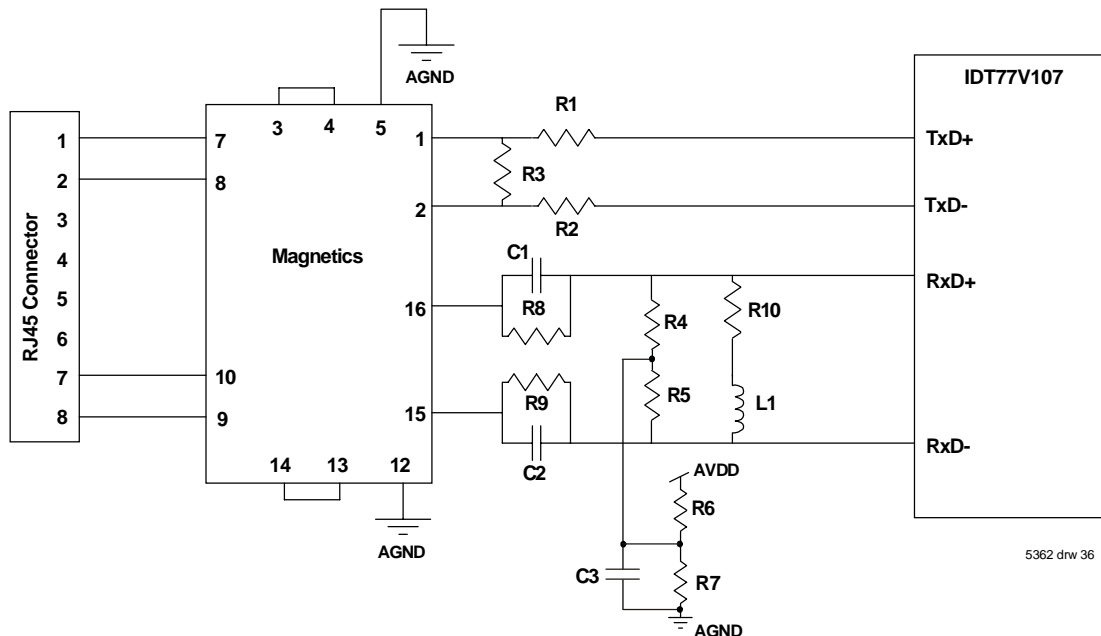 AGND
IDT77V107
3 4 5
RJ45 Connector
1
2
3
4
5
6
7
8
7
8
10
9
Magnetics
1
2
16
15
14 13 12
AGND
R1
R3
R2
TxD+
TxD-
C1
R8
R9
C2
R4
R5
R10
L1
RxD+
RxD-
AVDD
R6
C3
R7
AGND
5362 drw 36